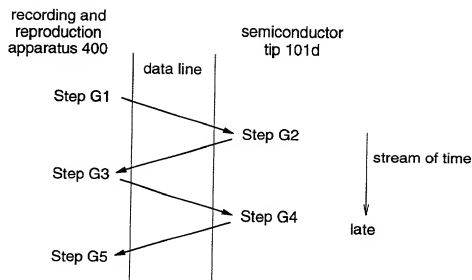 recording and
reproduction
apparatus 400
semiconductor
tip 101d
data line
Step G1
Step G2
stream of time
Step G3
Step G4
late
Step G5